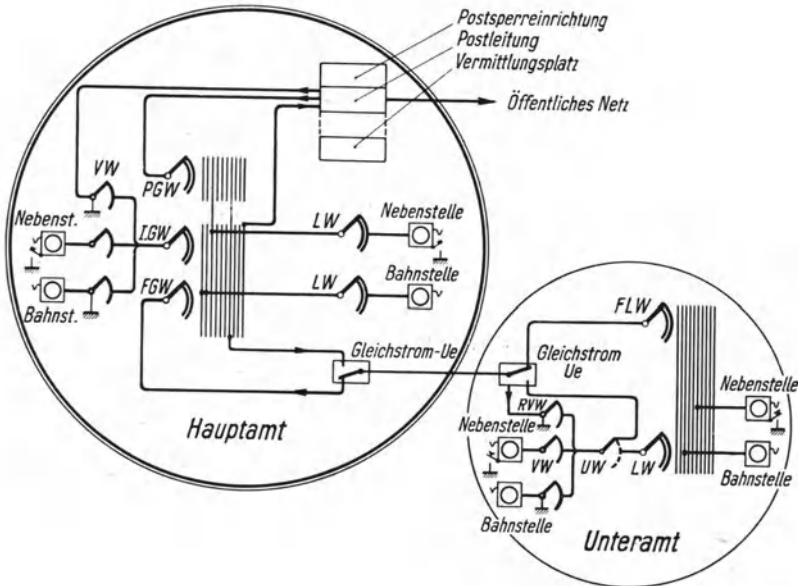 Postsperreinrichtung
Postleitung
Vermittlungsplatz
Öffentliches Netz
VW
PGW
Nebenst.
I.GW
LW
Nebenstelle
Bahnst.
FGW
LW
Bahnstelle
Gleichstrom-Ue
Hauptamt
FLW
Gleichstrom
Ue
RVW
Nebenstelle
Nebenstelle
VW
UW
LW
Bahnstelle
Bahnstelle
Unteramt